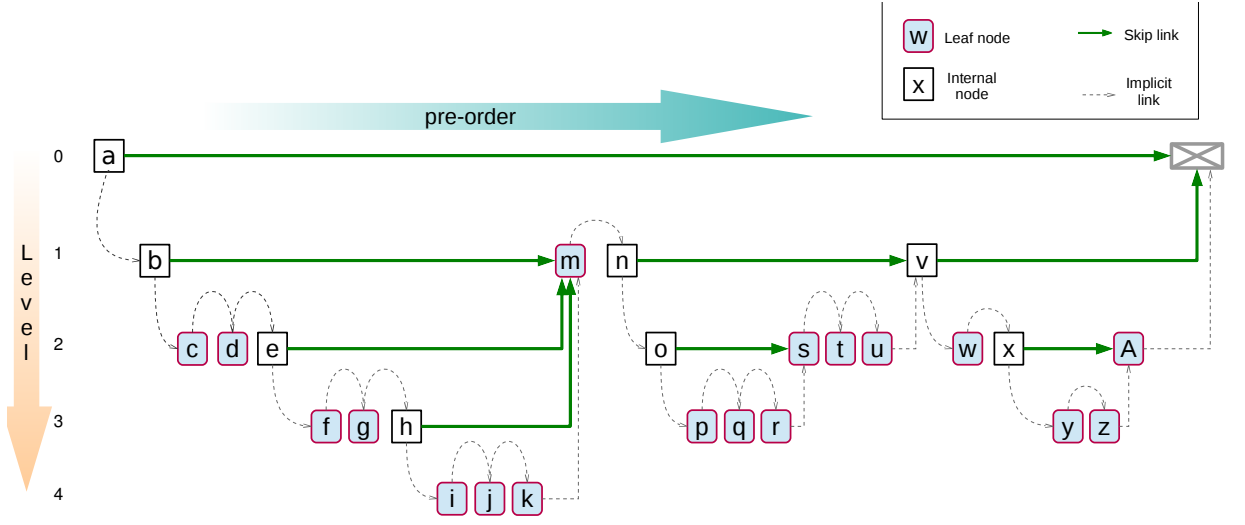 w Leaf node
Skip link
x Internal
node
Implicit
link
pre-order
0
a
L
e
v
e
l
1
b
m
n
v
2
c
d
e
o
s
t
u
w
x
A
3
f
g
h
p
q
r
y
z
4
i
j
k